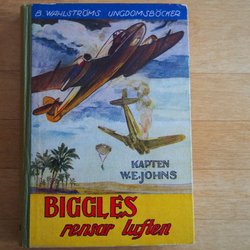 B. WAHLSTRÖMS UNGDOMSBÖCKER
KAPTEN
W.E. JOHNS
BIGGLES
rensar luften